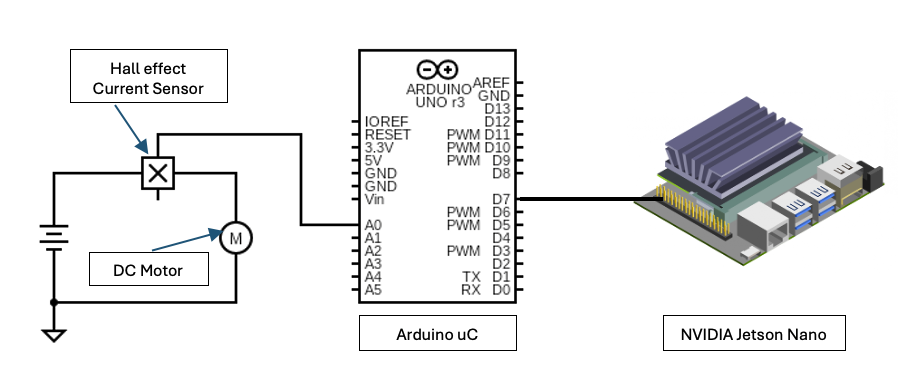 Hall effect
Current Sensor
DC Motor
ARDUINO
UNO r3
IOREF
RESET
3.3V
5V
GND
GND
Vin
A0
A1
A2
A3
A4
A5
AREF
GND
D13
D12
PWM D11
PWM D10
PWM D9
D8
D7
PWM D6
PWM D5
D4
PWM D3
D2
TX D1
RX D0
M
Arduino uC
NVIDIA Jetson Nano